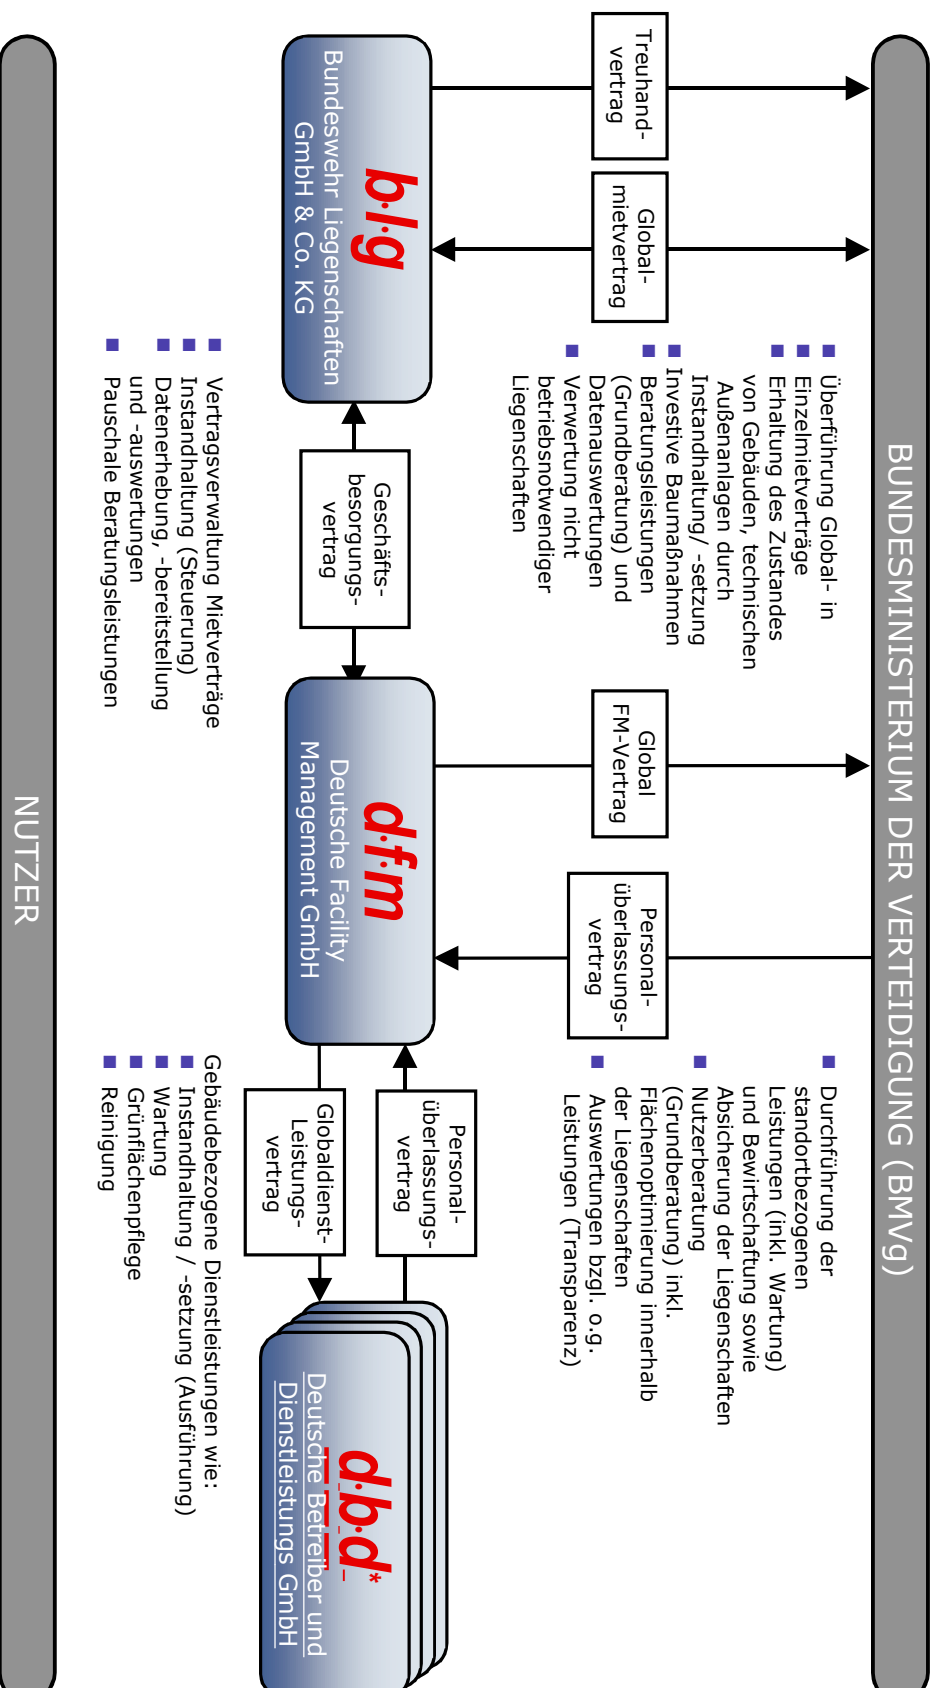 BUNDESMINISTERIUM DER VERTEIDIGUNG (BMVg)
Treuhand-
vertrag
Global-
mietvertrag
Überführung Global- in
Einzelmietverträge
Erhaltung des Zustandes
von Gebäuden, technischen
Außenanlagen durch
Instandhaltung/ -setzung
Investive Baumaßnahmen
Beratungsleistungen
(Grundberatung) und
Datenauswertungen
Verwertung nicht
betriebsnotwendiger
Liegenschaften
Global
FM-Vertrag
Personal-
überlassungs-
vertrag
Durchführung der
standortbezogenen
Leistungen (inkl. Wartung)
und Bewirtschaftung sowie
Absicherung der Liegenschaften
Nutzerberatung
(Grundberatung) inkl.
Flächenoptimierung innerhalb
der Liegenschaften
Auswertungen bzgl. o.g.
Leistungen (Transparenz)
b·l·g
Bundeswehr Liegenschaften
GmbH & Co. KG
Geschäfts-
besorgungs-
vertrag
d·f·m
Deutsche Facility
Management GmbH
Personal-
überlassungs-
vertrag
Globaldienst-
Leistungs-
vertrag
d·b·d*
Deutsche Betreiber und
Dienstleistungs GmbH
Vertragsverwaltung Mietverträge
Instandhaltung (Steuerung)
Datenerhebung, -bereitstellung
und -auswertungen
Pauschale Beratungsleistungen
Gebäudebezogene Dienstleistungen wie:
Instandhaltung / -setzung (Ausführung)
Wartung
Grünflächenpflege
Reinigung
NUTZER